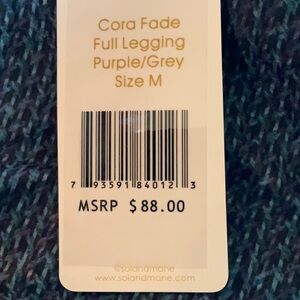 Cora Fade
Full Legging
Purple/Grey
Size M
7 93591 84012 3
MSRP $88.00
@solandmane
www.solandmane.com